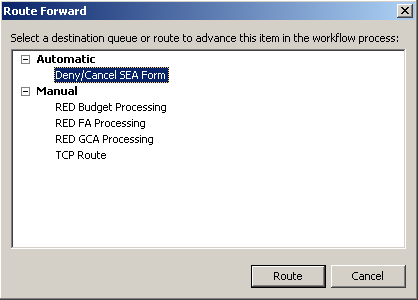 Route Forward
Select a destination queue or route to advance this item in the workflow process:
Automatic
Deny/Cancel SEA Form
Manual
RED Budget Processing
RED FA Processing
RED GCA Processing
TCP Route
Route
Cancel